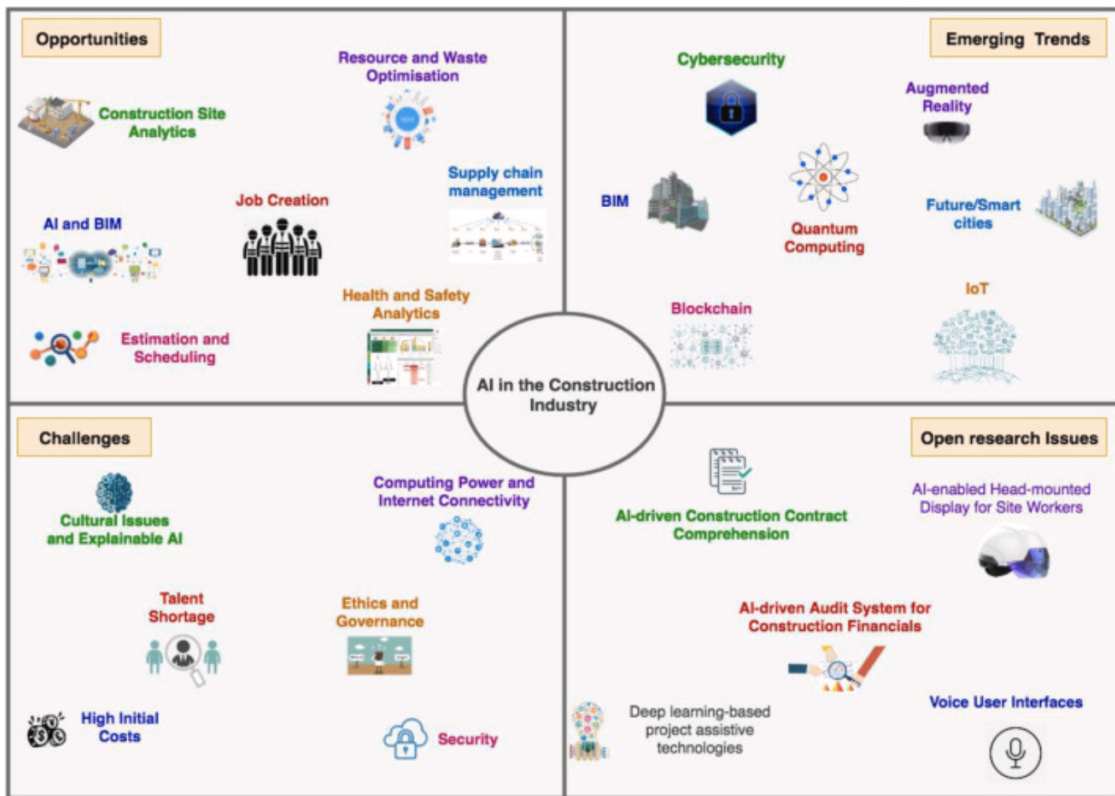 Opportunities
Resource and Waste
Optimisation
Construction Site
Analytics
Supply chain
management
Job Creation
AI and BIM
Health and Safety
Analytics
Estimation and
Scheduling
Emerging Trends
Cybersecurity
Augmented
Reality
BIM
Quantum
Computing
Future/Smart
cities
Blockchain
IoT
AI in the Construction
Industry
Challenges
Cultural Issues
and Explainable AI
Computing Power and
Internet Connectivity
Talent
Shortage
Ethics and
Governance
High Initial
Costs
Security
Open research Issues
AI-driven Construction Contract
Comprehension
AI-enabled Head-mounted
Display for Site Workers
AI-driven Audit System for
Construction Financials
Deep learning-based
project assistive
technologies
Voice User Interfaces